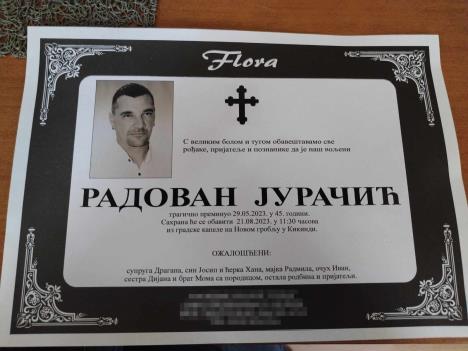 Flora
С великим болом и тугом обавештавамо све
рођаке, пријатеље и познанике да је наш вољени
РАДОВАН ЈУРАЧИЋ
трагично преминуо 29.05.2023. у 45. години.
Сахрана ће се обавити 21.08.2023. у 11:30 часова
из градске капеле на Новом гробљу у Кикинди.
ОЖАЛОШЋЕНИ:
супруга Драгана, син Јосип и ћерка Хана, мајка Радмила, очух Иван,
сестра Дијана и брат Мома са породицом, остала родбина и пријатељи.